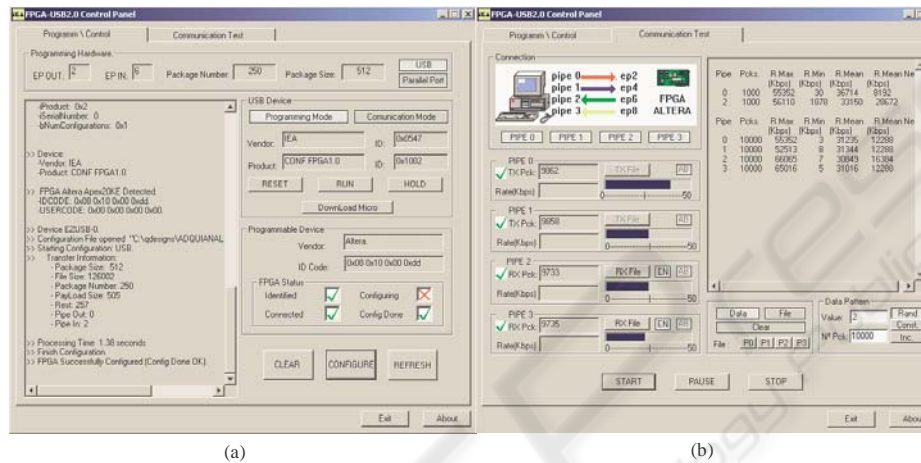 FPGA-USB2.0 Control Panel
Programm \ Control
Communication Test
Programming Hardware
EP OUT: 2 EP IN: 6 Package Number 250 Package Size: 512
USB
Parallel Port
-iProduct: 0x2
-iSerialNumber: 0
-bNumConfigurations: 0x1
>> Device:
-Vendor: IEA
-Product: CONF FPGA1.0
>> FPGA Altera Apex20KE Detected.
-IDCODE: 0x08 0x10 0x00 0xdd.
-USERCODE: 0x00 0x00 0x00 0x00.
>> Device EZUSB-0.
>> Configuration File opened "C:\qdesigns\ADQUIANAL
>> Starting Configuration: USB.
>> Transfer Information:
- Package Size: 512
- File Size: 126002
- Package Number: 250
- PayLoad Size: 505
- Rest: 257
- Pipe Out: 0
- Pipe In: 2
>> Processing Time: 1.38 seconds
>> Finish Configuration.
>> FPGA Successfully Configured (Config Done OK).
USB Device
Programming Mode
Comunication Mode
Vendor: IEA ID: 0x0547
Product: CONF FPGA1.0 ID: 0x1002
RESET RUN HOLD
DownLoad Micro
Programmable Device
Vendor: Altera
ID Code: 0x08 0x10 0x00 0xdd
FPGA Status
Identified Configuring
Connected Config Done
CLEAR CONFIGURE REFRESH
Exit About
(a)
FPGA-USB2.0 Control Panel
Programm \ Control
Communication Test
Connection
pipe 0 ep2
pipe 1 ep4
pipe 2 ep6
pipe 3 ep8
FPGA
ALTERA
PIPE 0 PIPE 1 PIPE 2 PIPE 3
PIPE 0
TX Pck: 9862 TX File AB
Rate(Kbps) 0 50
PIPE 1
TX Pck: 9858 TX File AB
Rate(Kbps) 0 50
PIPE 2
RX Pck: 9733 RX File EN AB
Rate(Kbps) 0 50
PIPE 3
RX Pck: 9735 RX File EN AB
Rate(Kbps) 0 50
Pipe Pcks. R.Max R.Min R.Mean R.Mean Ne
[Kbps] [Kbps] [Kbps] [Kbps]
0 1000 55352 30 36714 8192
2 1000 56110 1078 33150 28672
Pipe Pcks. R.Max R.Min R.Mean R.Mean Ne
[Kbps] [Kbps] [Kbps] [Kbps]
0 10000 55352 3 31235 12288
1 10000 52513 8 31344 12288
2 10000 66065 7 30849 16384
3 10000 65016 5 31016 12288
Data File
Clear
File : P0 P1 P2 P3
Data Pattern
Value: 2
Nº Pck: 10000
Rand
Const.
Inc.
START PAUSE STOP
Exit Abou
(b)